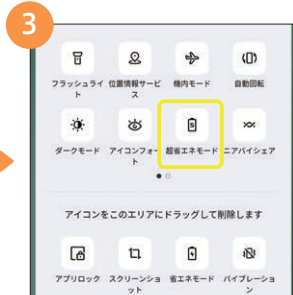 3
フラッシュライ 位置情報サービ 機内モード 自動回転
ト ス
ダークモード アイコンフォー 超省エネモード ニアバイシェア
ト
アイコンをこのエリアにドラッグして削除します
アプリロック スクリーンショ 省エネモード バイブレーショ
ット ン